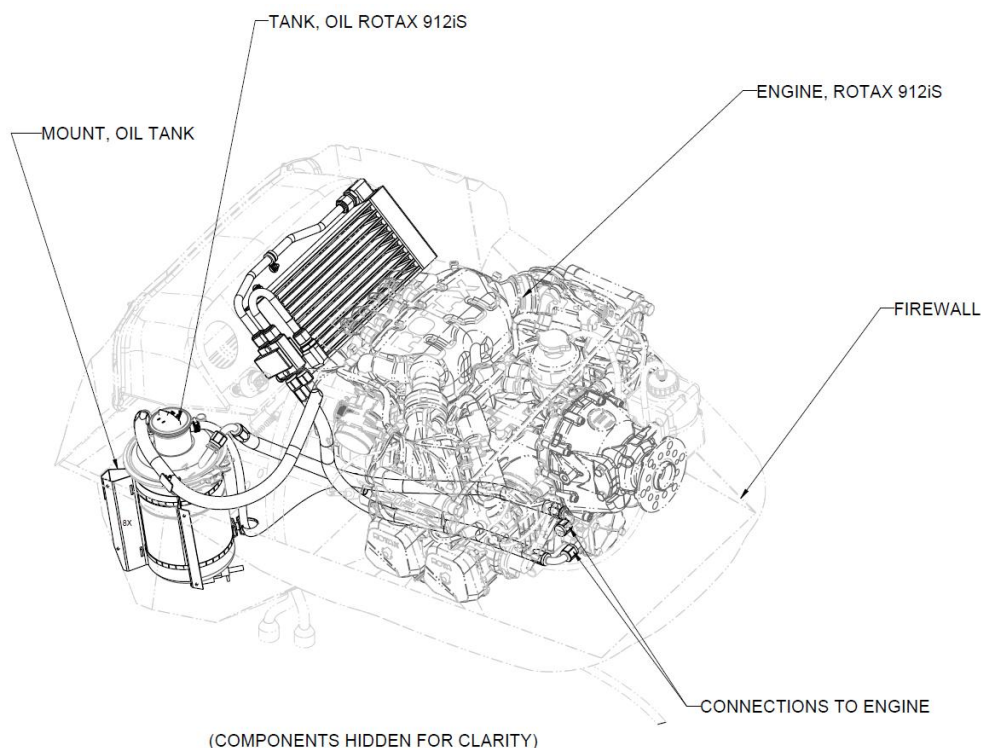 TANK, OIL ROTAX 912iS
ENGINE, ROTAX 912iS
MOUNT, OIL TANK
FIREWALL
8X
CONNECTIONS TO ENGINE
(COMPONENTS HIDDEN FOR CLARITY)